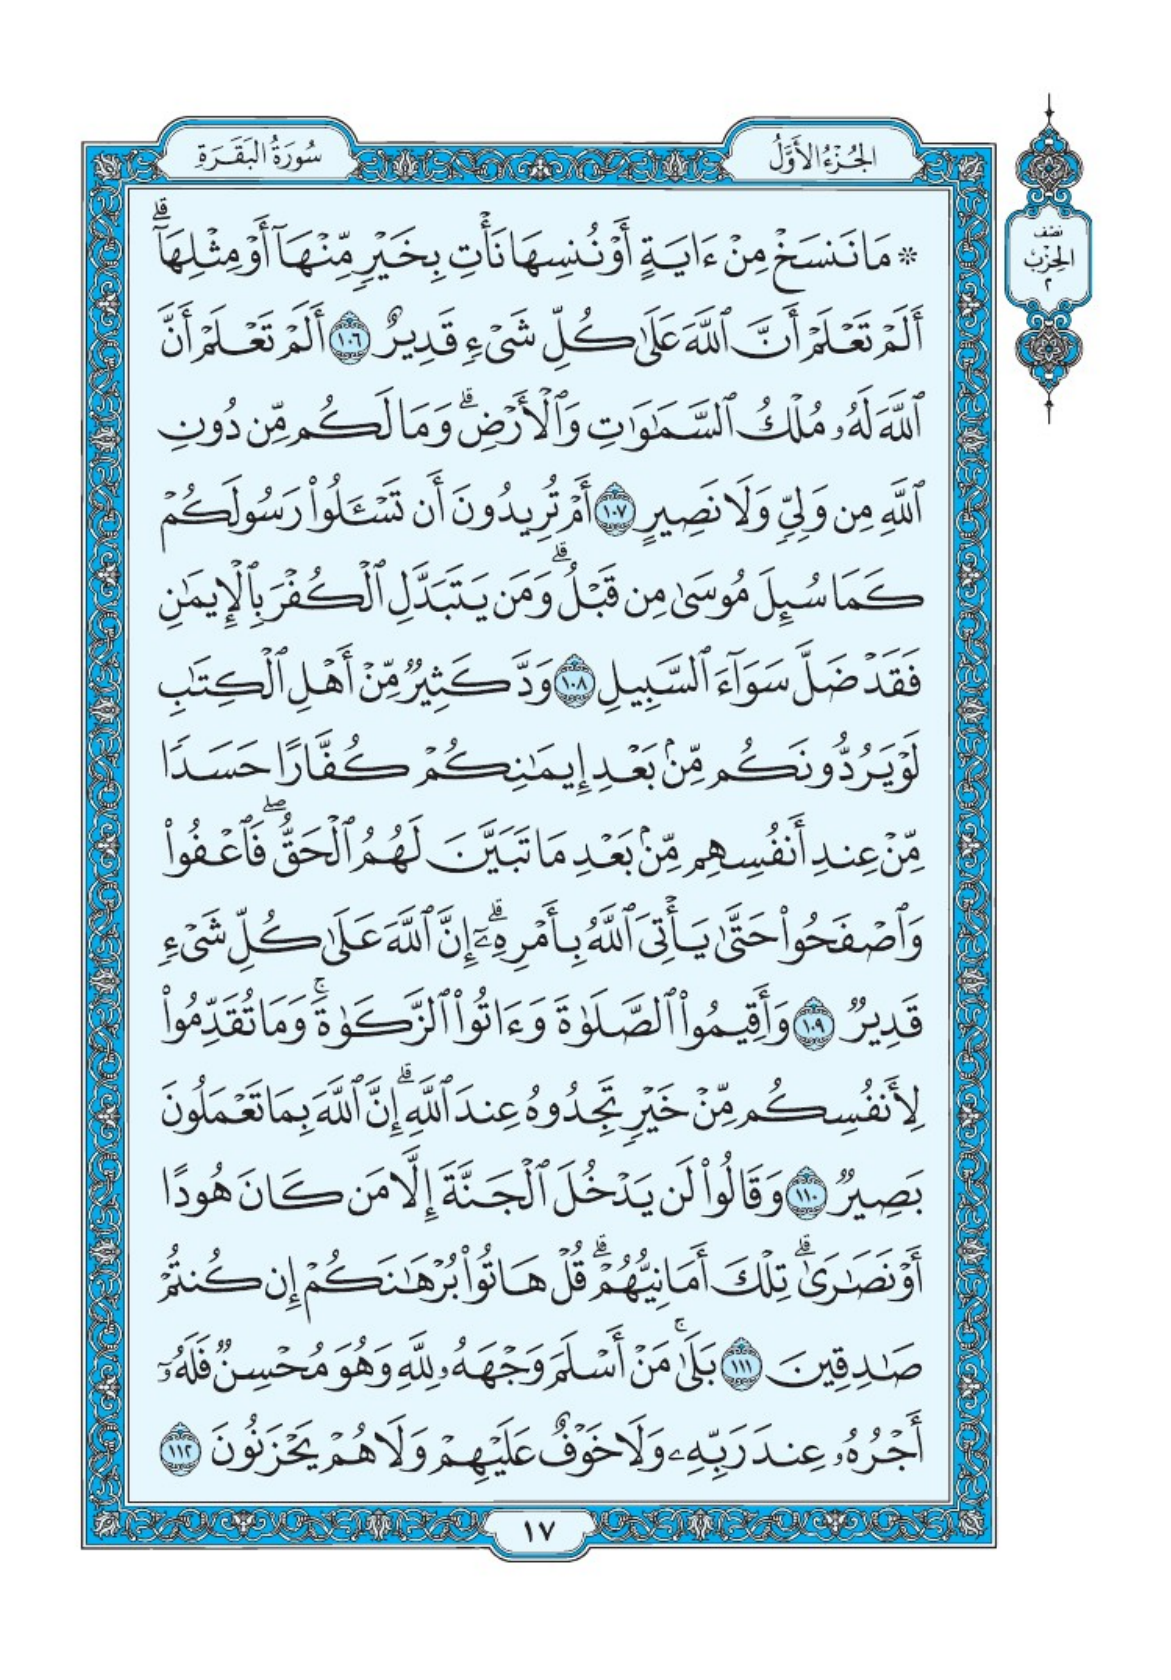 الجُزْءُ الأَوَّلُ
سُورَةُ البَقَرَةِ
نصف
الحِزْبِ
٢
۞ مَا نَنسَخۡ مِنۡ ءَايَةٍ أَوۡ نُنسِهَا نَأۡتِ بِخَيۡرٖ مِّنۡهَآ أَوۡ مِثۡلِهَآۗ
أَلَمۡ تَعۡلَمۡ أَنَّ ٱللَّهَ عَلَىٰ كُلِّ شَيۡءٖ قَدِيرٌ ١٠٦ أَلَمۡ تَعۡلَمۡ أَنَّ
ٱللَّهَ لَهُۥ مُلۡكُ ٱلسَّمَٰوَٰتِ وَٱلۡأَرۡضِۗ وَمَا لَكُم مِّن دُونِ
ٱللَّهِ مِن وَلِيّٖ وَلَا نَصِيرٍ ١٠٧ أَمۡ تُرِيدُونَ أَن تَسۡـَٔلُواْ رَسُولَكُمۡ
كَمَا سُئِلَ مُوسَىٰ مِن قَبۡلُۗ وَمَن يَتَبَدَّلِ ٱلۡكُفۡرَ بِٱلۡإِيمَٰنِ
فَقَدۡ ضَلَّ سَوَآءَ ٱلسَّبِيلِ ١٠٨ وَدَّ كَثِيرٞ مِّنۡ أَهۡلِ ٱلۡكِتَٰبِ
لَوۡ يَرُدُّونَكُم مِّنۢ بَعۡدِ إِيمَٰنِكُمۡ كُفَّارًا حَسَدٗا
مِّنۡ عِندِ أَنفُسِهِم مِّنۢ بَعۡدِ مَا تَبَيَّنَ لَهُمُ ٱلۡحَقُّۖ فَٱعۡفُواْ
وَٱصۡفَحُواْ حَتَّىٰ يَأۡتِيَ ٱللَّهُ بِأَمۡرِهِۦٓۗ إِنَّ ٱللَّهَ عَلَىٰ كُلِّ شَيۡءٖ
قَدِيرٞ ١٠٩ وَأَقِيمُواْ ٱلصَّلَوٰةَ وَءَاتُواْ ٱلزَّكَوٰةَۚ وَمَا تُقَدِّمُواْ
لِأَنفُسِكُم مِّنۡ خَيۡرٖ تَجِدُوهُ عِندَ ٱللَّهِۗ إِنَّ ٱللَّهَ بِمَا تَعۡمَلُونَ
بَصِيرٞ ١١٠ وَقَالُواْ لَن يَدۡخُلَ ٱلۡجَنَّةَ إِلَّا مَن كَانَ هُودًا
أَوۡ نَصَٰرَىٰۗ تِلۡكَ أَمَانِيُّهُمۡۗ قُلۡ هَاتُواْ بُرۡهَٰنَكُمۡ إِن كُنتُمۡ
صَٰدِقِينَ ١١١ بَلَىٰۚ مَنۡ أَسۡلَمَ وَجۡهَهُۥ لِلَّهِ وَهُوَ مُحۡسِنٞ فَلَهُۥٓ
أَجۡرُهُۥ عِندَ رَبِّهِۦ وَلَا خَوۡفٌ عَلَيۡهِمۡ وَلَا هُمۡ يَحۡزَنُونَ ١١٢
١٧